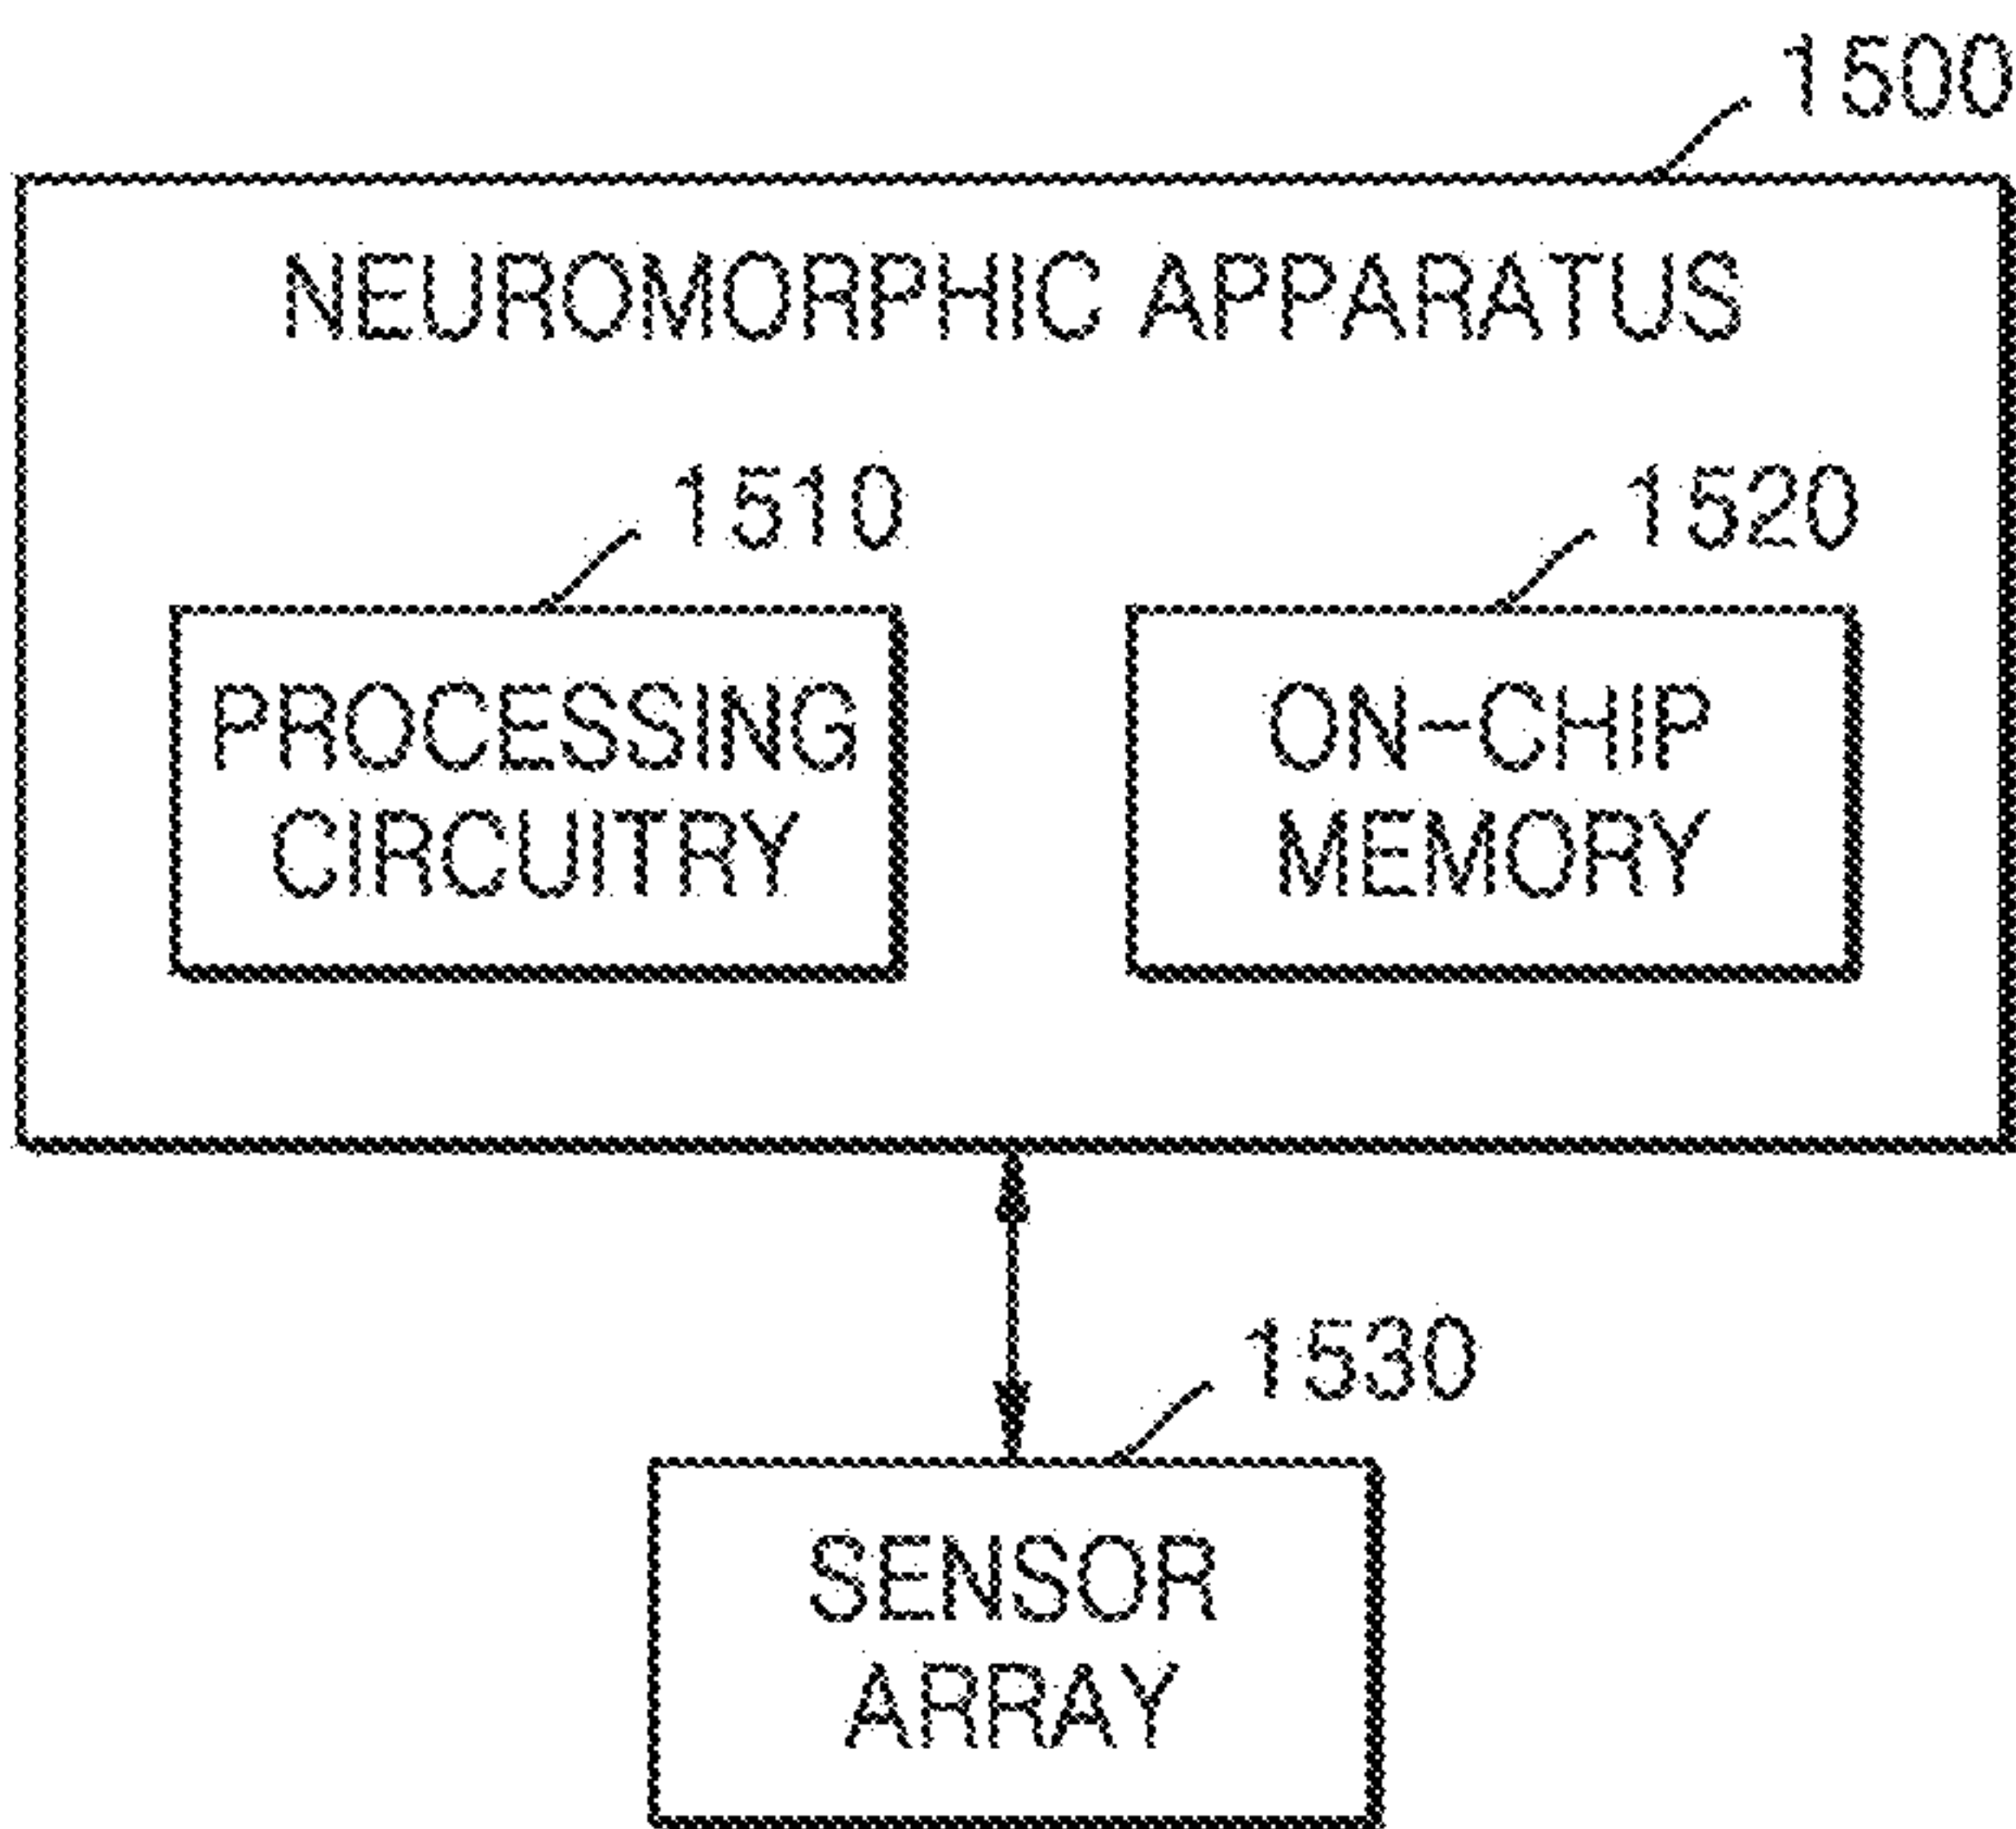 1500
NEUROMORPHIC APPARATUS
1510
1520
PROCESSING
CIRCUITRY
ON-CHIP
MEMORY
1530
SENSOR
ARRAY